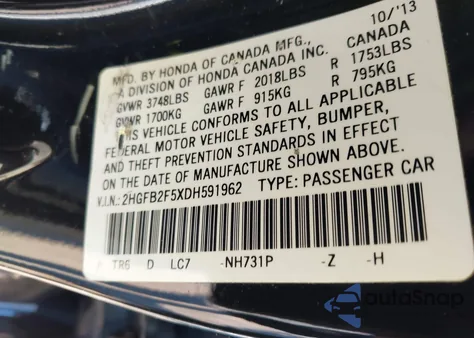 10/'13
MFD. BY HONDA OF CANADA MFG.,
A DIVISION OF HONDA CANADA INC. CANADA
GVWR 3748LBS GAWR F 2018LBS R 1753LBS
GVWR 1700KG GAWR F 915KG R 795KG
THIS VEHICLE CONFORMS TO ALL APPLICABLE
FEDERAL MOTOR VEHICLE SAFETY, BUMPER,
AND THEFT PREVENTION STANDARDS IN EFFECT
ON THE DATE OF MANUFACTURE SHOWN ABOVE.
V.I.N.: 2HGFB2F5XDH591962 TYPE: PASSENGER CAR
TR6 D LC7 -NH731P -Z -H
autoSnap